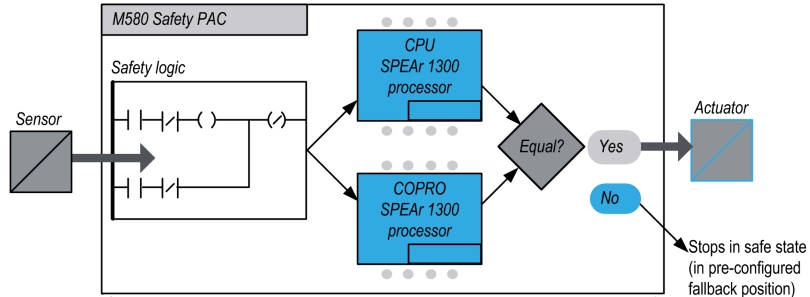 M580 Safety PAC
Safety logic
Sensor
CPU
SPEAr 1300
processor
COPRO
SPEAr 1300
processor
Equal?
Yes
No
Actuator
Stops in safe state
(in pre-configured
fallback position)